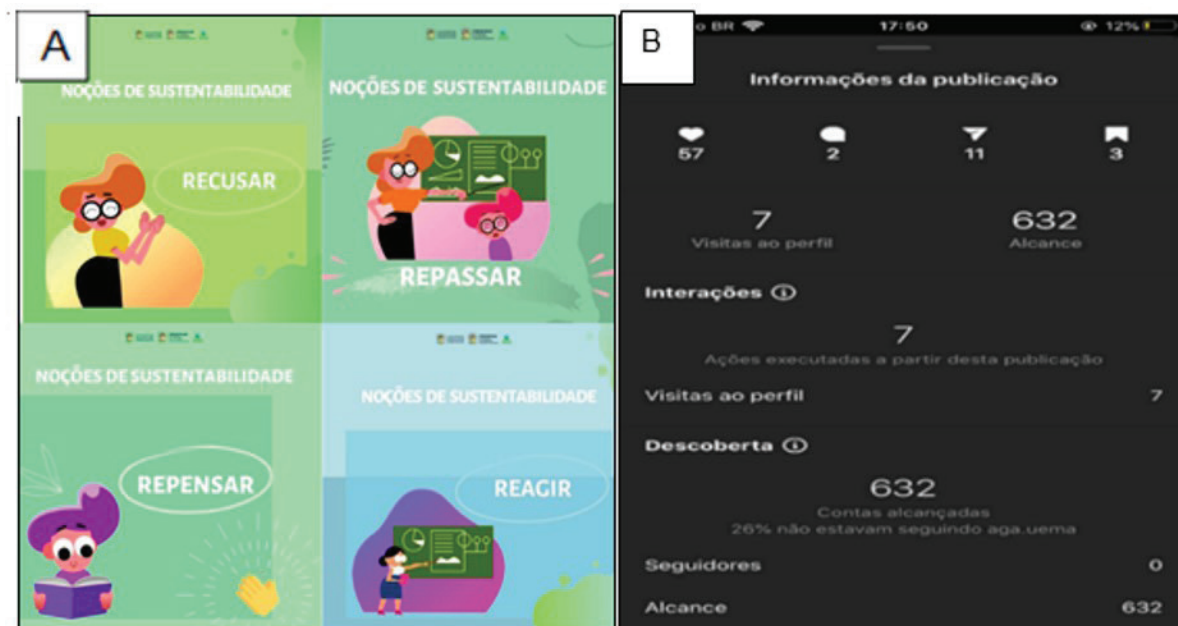 A
NOÇÕES DE SUSTENTABILIDADE
RECUSAR
NOÇÕES DE SUSTENTABILIDADE
REPASSAR
NOÇÕES DE SUSTENTABILIDADE
REPENSAR
NOÇÕES DE SUSTENTABILIDADE
REAGIR
B
o BR 17:50 12%
Informações da publicação
57 2 11 3
7 632
Visitas ao perfil Alcance
Interações
7
Ações executadas a partir desta publicação
Visitas ao perfil 7
Descoberta
632
Contas alcançadas
26% não estavam seguindo aga.uema
Seguidores 0
Alcance 632